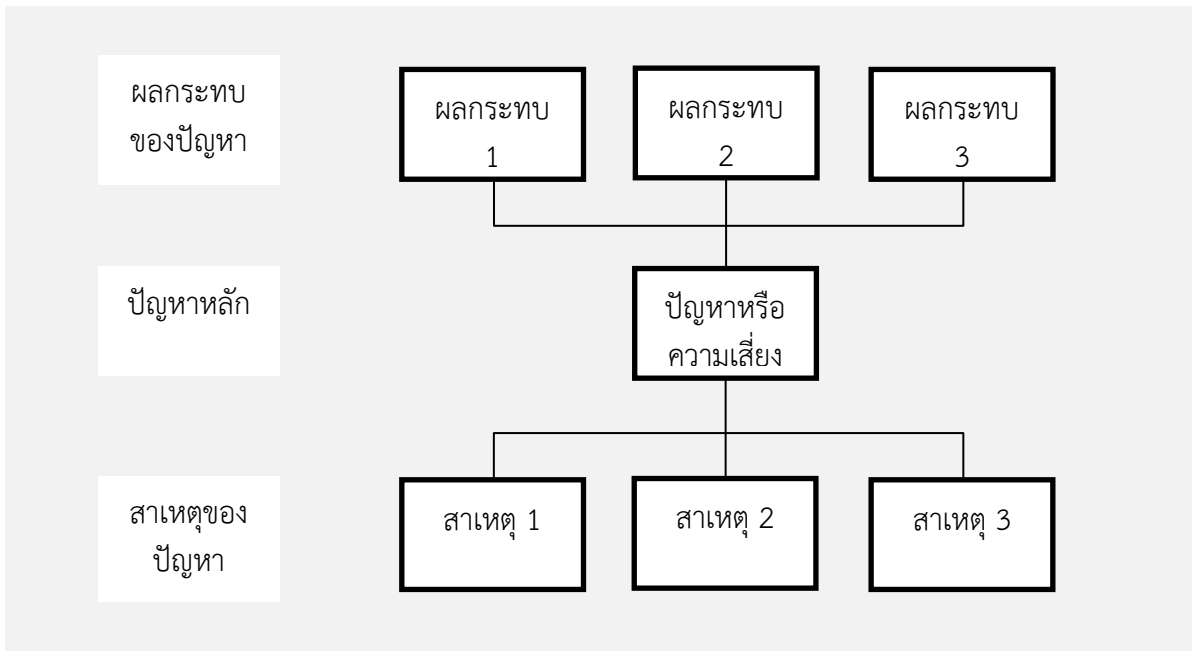 ผลกระทบ
ของปัญหา
ผลกระทบ
1
ผลกระทบ
2
ผลกระทบ
3
ปัญหาหลัก
ปัญหาหรือ
ความเสี่ยง
สาเหตุของ
ปัญหา
สาเหตุ 1
สาเหตุ 2
สาเหตุ 3